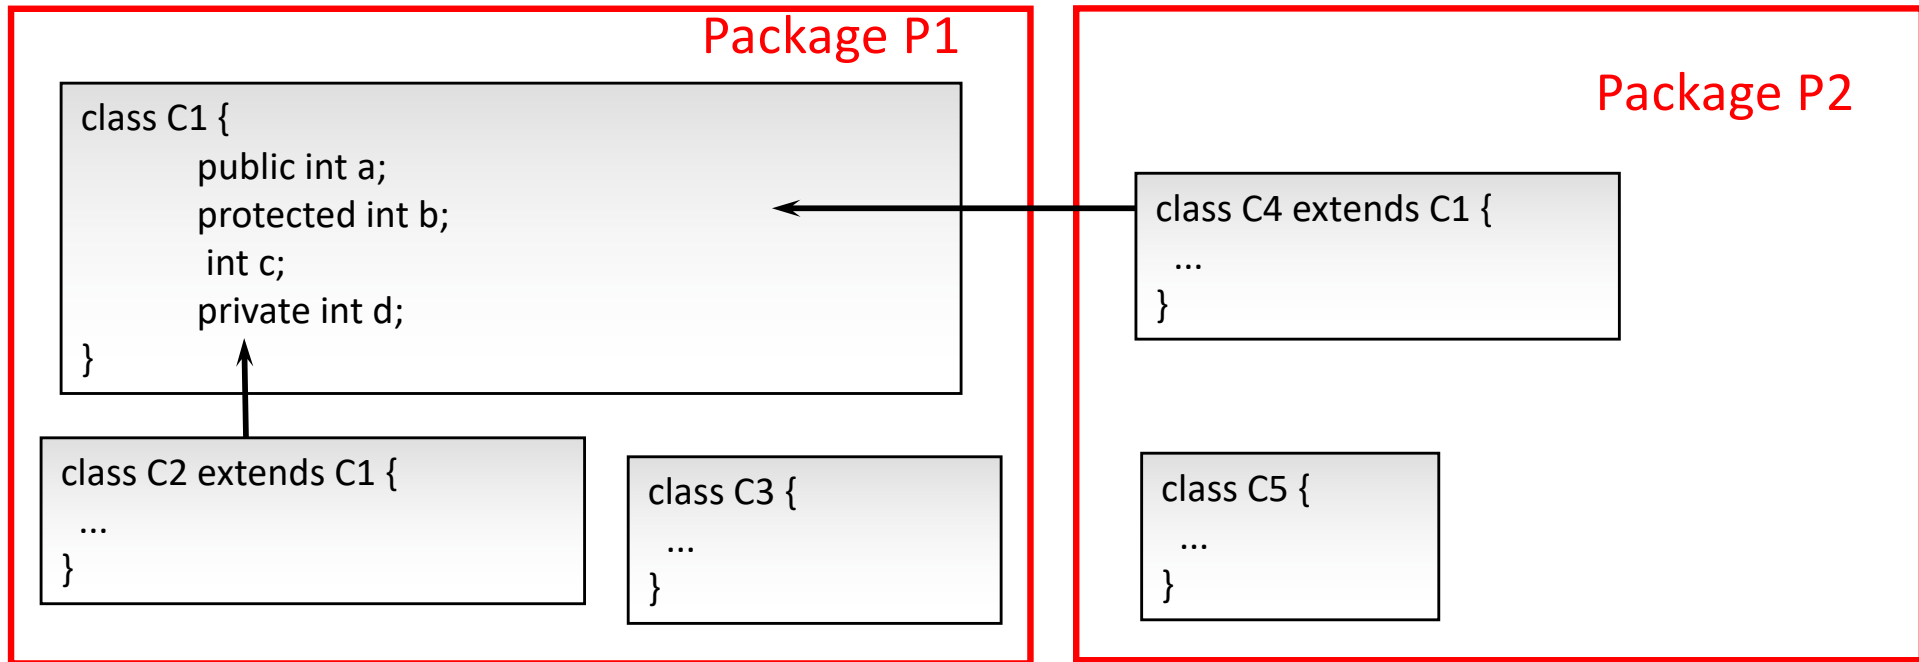 Package P1
class C1 {
public int a;
protected int b;
int c;
private int d;
}
class C2 extends C1 {
...
}
class C3 {
...
}
Package P2
class C4 extends C1 {
...
}
class C5 {
...
}